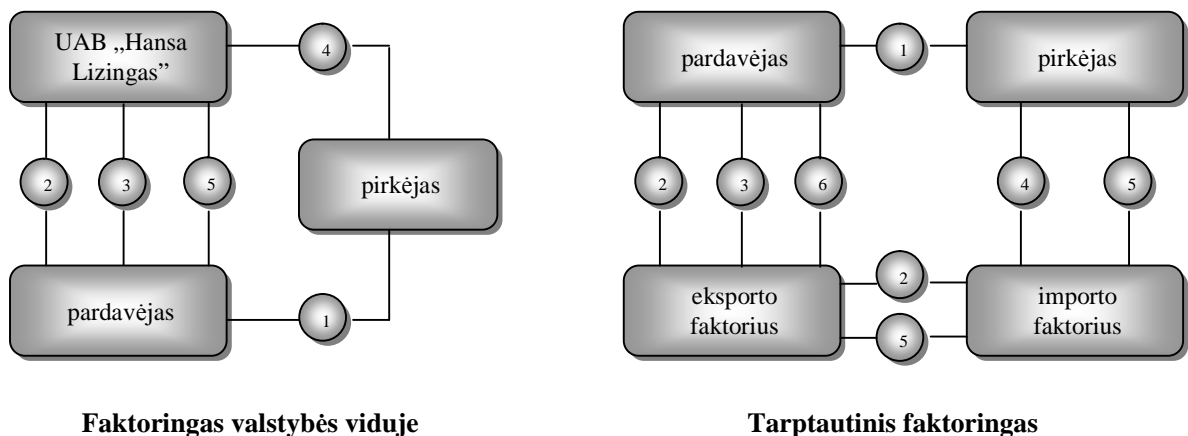 UAB „Hansa
Lizingas”
4
2
3
5
pirkėjas
pardavėjas
1
Faktoringas valstybės viduje
pardavėjas
1
pirkėjas
2
3
6
4
5
eksporto
faktorius
2
5
importo
faktorius
Tarptautinis faktoringas